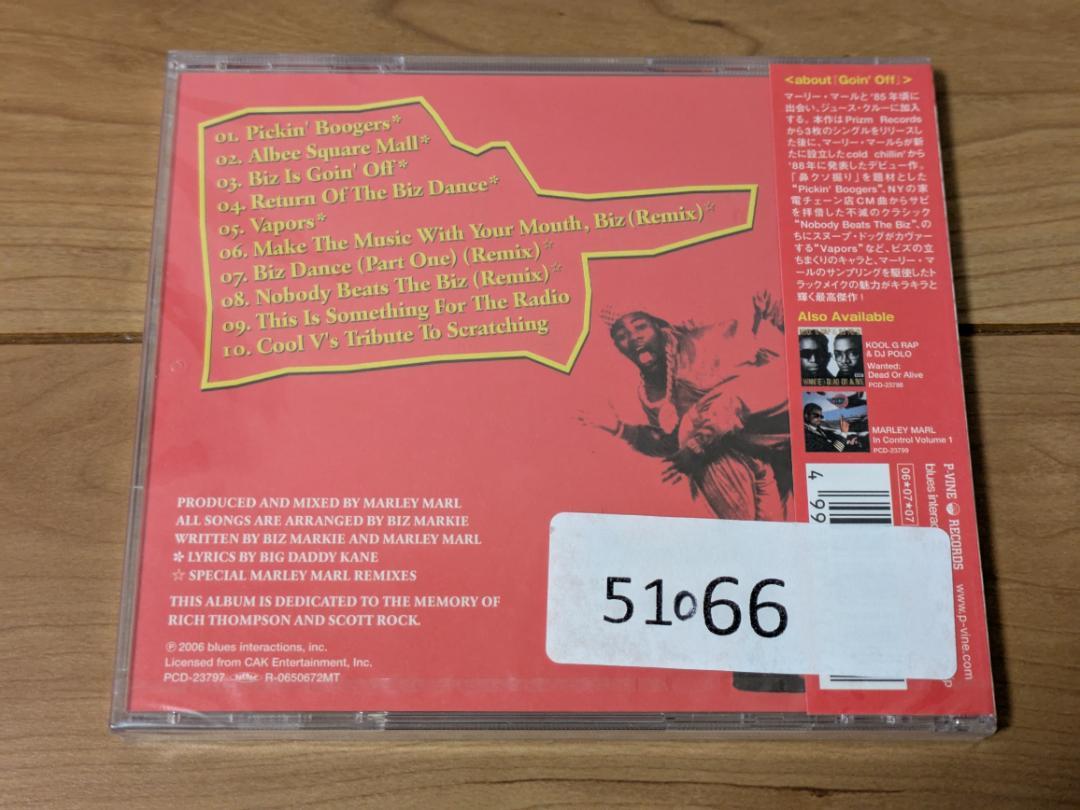 01. Pickin' Boogers*
02. Albee Square Mall*
03. Biz Is Goin' Off*
04. Return Of The Biz Dance*
05. Vapors*
06. Make The Music With Your Mouth, Biz (Remix)☆
07. Biz Dance (Part One) (Remix)☆
08. Nobody Beats The Biz (Remix)☆
09. This Is Something For The Radio
10. Cool V's Tribute To Scratching
PRODUCED AND MIXED BY MARLEY MARL
ALL SONGS ARE ARRANGED BY BIZ MARKIE
WRITTEN BY BIZ MARKIE AND MARLEY MARL
* LYRICS BY BIG DADDY KANE
☆ SPECIAL MARLEY MARL REMIXES
THIS ALBUM IS DEDICATED TO THE MEMORY OF
RICH THOMPSON AND SCOTT ROCK.
℗ 2006 blues interactions, inc.
Licensed from CAK Entertainment, Inc.
PCD-23797 R-0650672MT
<about「Goin' Off」>
マーリー・マールと'85年頃に
出会い、ジュース・クルーに加入
する。本作はPrizm Records
から3枚のシングルをリリースし
た後に、マーリー・マールらが新
たに設立したcold chillin'から
'88年に発表したデビュー作。
「鼻クソ掘り」を題材とした
"Pickin' Boogers"、NYの家
電チェーン店CM曲からサビ
を拝借した不滅のクラシック
"Nobody Beats The Biz"、の
ちにスヌープ・ドッグがカヴァー
する"Vapors"など、ビズの立
ちまくりのキャラと、マーリー・マ
ールのサンプリングを駆使したト
ラックメイクの魅力がキラキラと
輝く最高傑作！
Also Available
KOOL G RAP
& DJ POLO
Wanted:
Dead Or Alive
PCD-23798
MARLEY MARL
In Control Volume 1
PCD-23799
4 99
06★07★07
P-VINE RECORDS
www.p-vine.com
51066